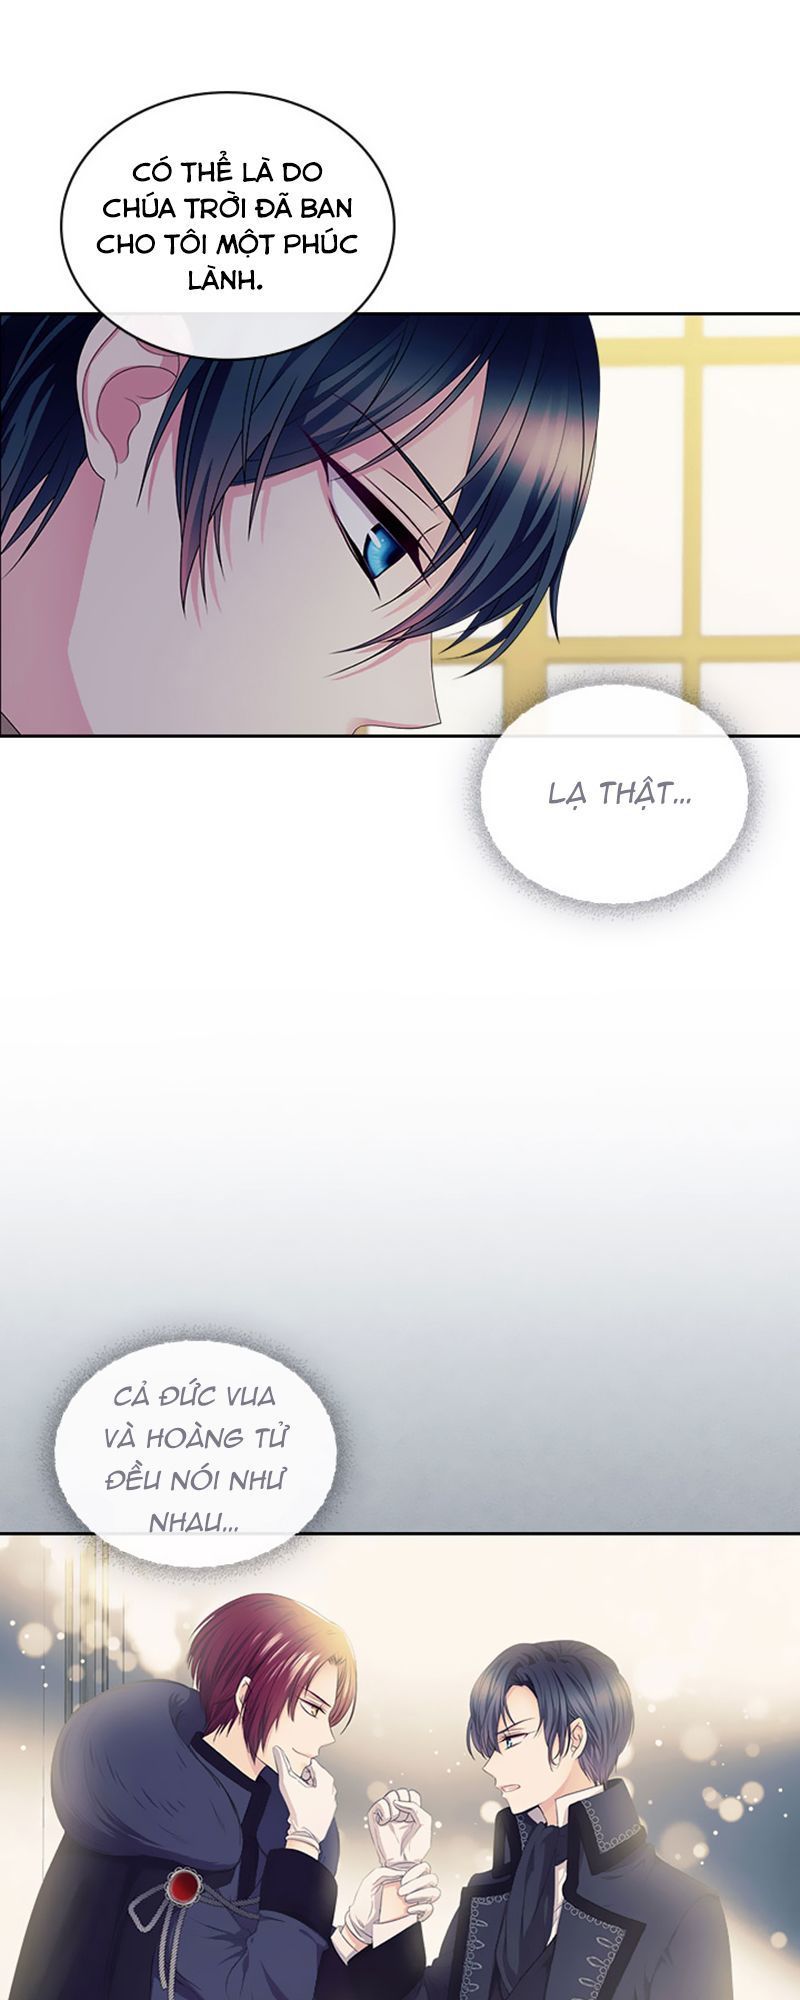 CÓ THỂ LÀ DO
CHÚA TRỜI ĐÃ BAN
CHO TÔI MỘT PHÚC
LÀNH.
LẠ THẬT...
CẢ ĐỨC VUA
VÀ HOÀNG TỬ
ĐỀU NÓI NHƯ
NHAU...